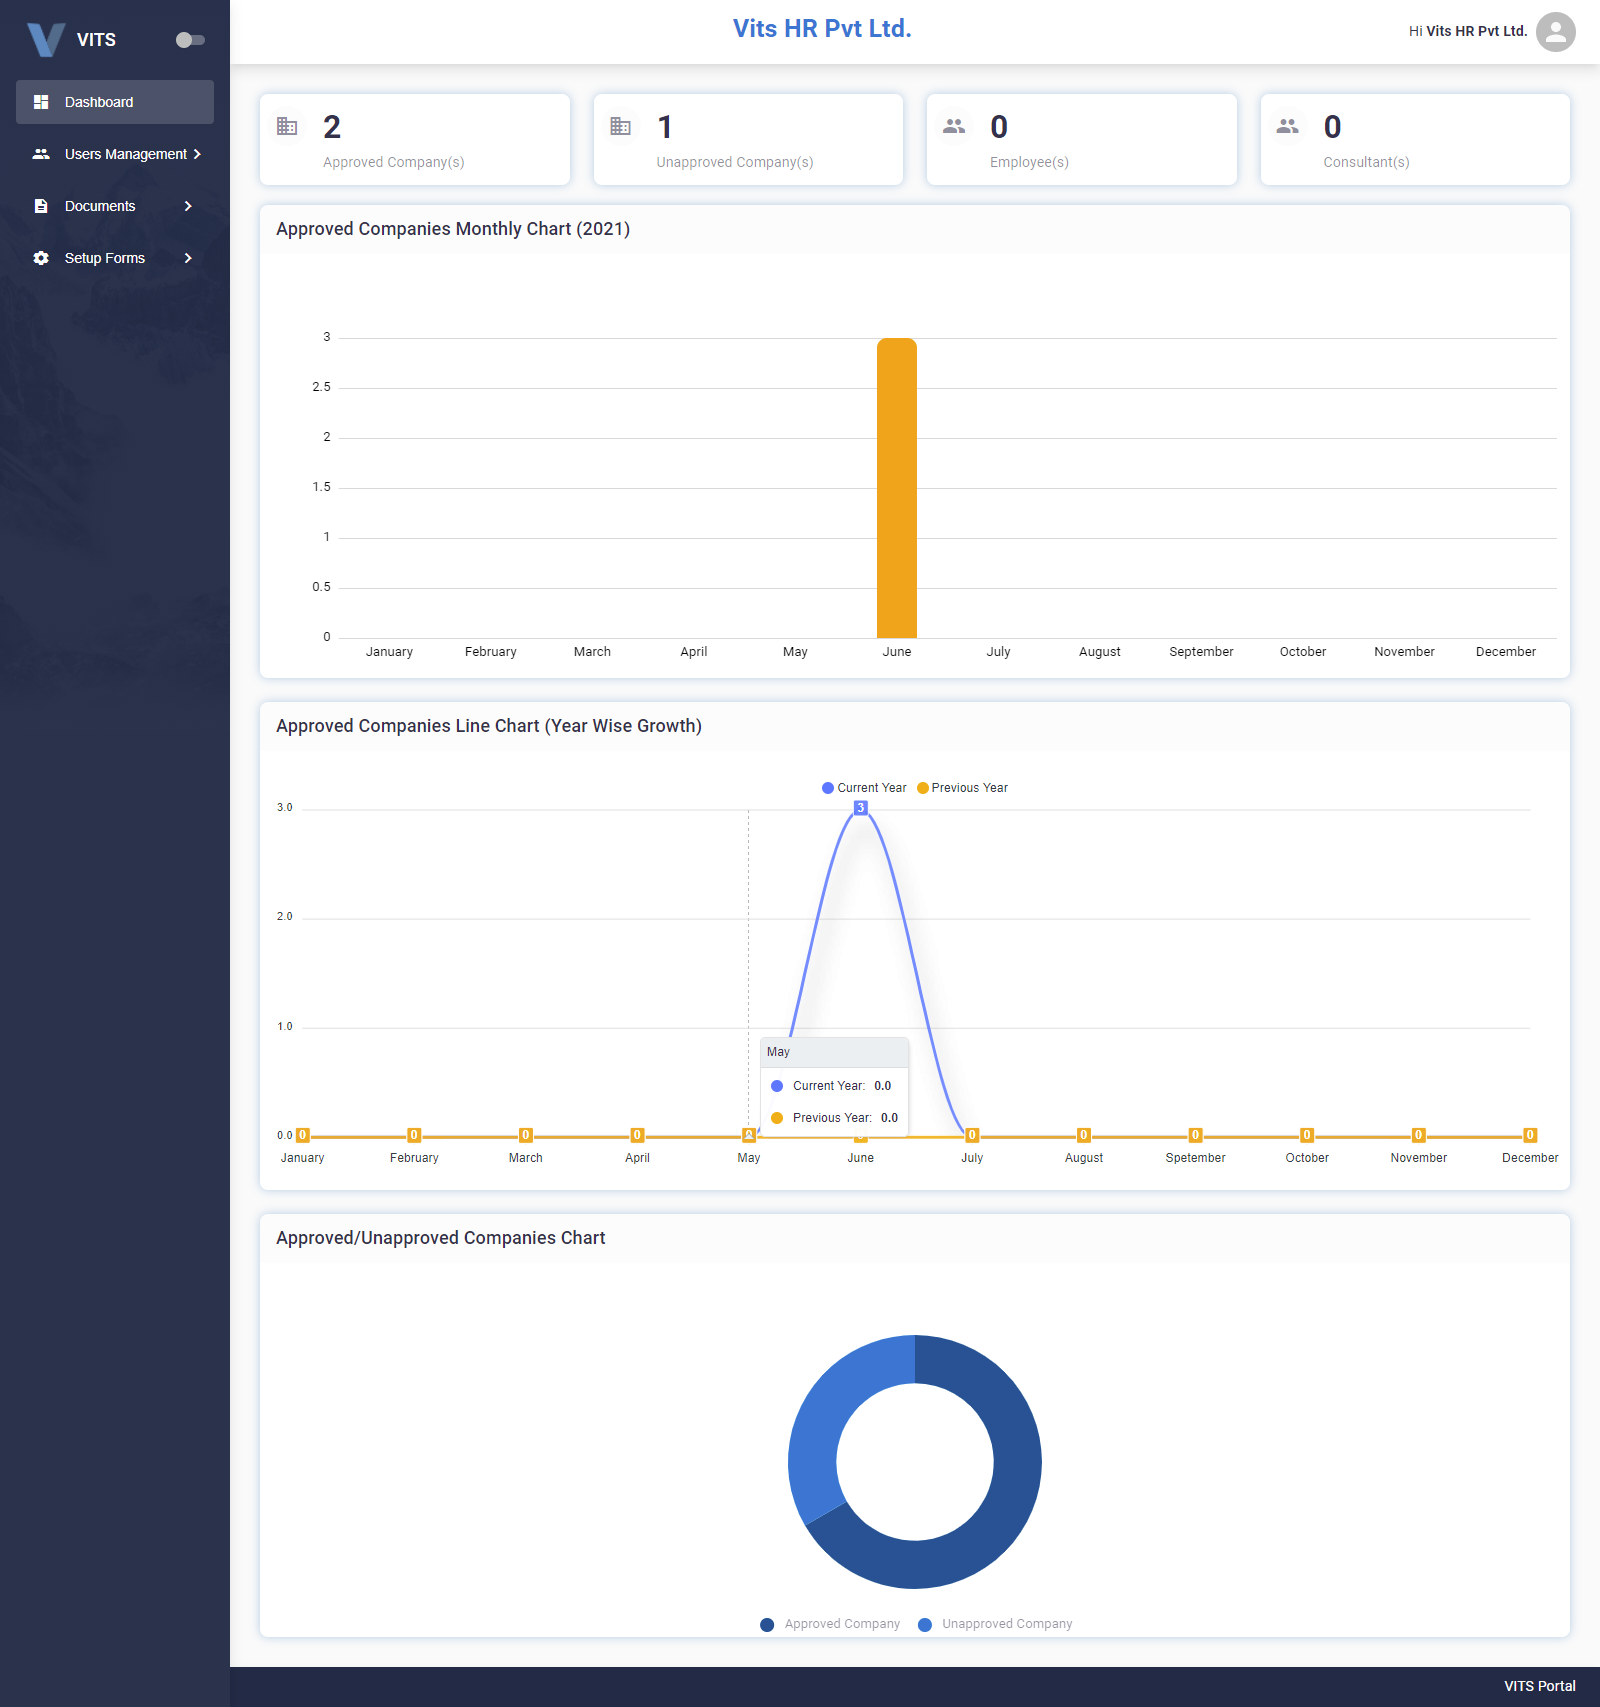 VITS
Vits HR Pvt Ltd.
Hi Vits HR Pvt Ltd.
Dashboard
Users Management
Documents
Setup Forms
2
Approved Company(s)
1
Unapproved Company(s)
0
Employee(s)
0
Consultant(s)
Approved Companies Monthly Chart (2021)
3
2.5
2
1.5
1
0.5
0
January February March April May June July August September October November December
Approved Companies Line Chart (Year Wise Growth)
Current Year Previous Year
3.0
3
2.0
1.0
May
Current Year: 0.0
Previous Year: 0.0
0.0 0 0 0 0 0 0 0 0 0 0
January February March April May June July August Spetember October November December
Approved/Unapproved Companies Chart
Approved Company Unapproved Company
VITS Portal